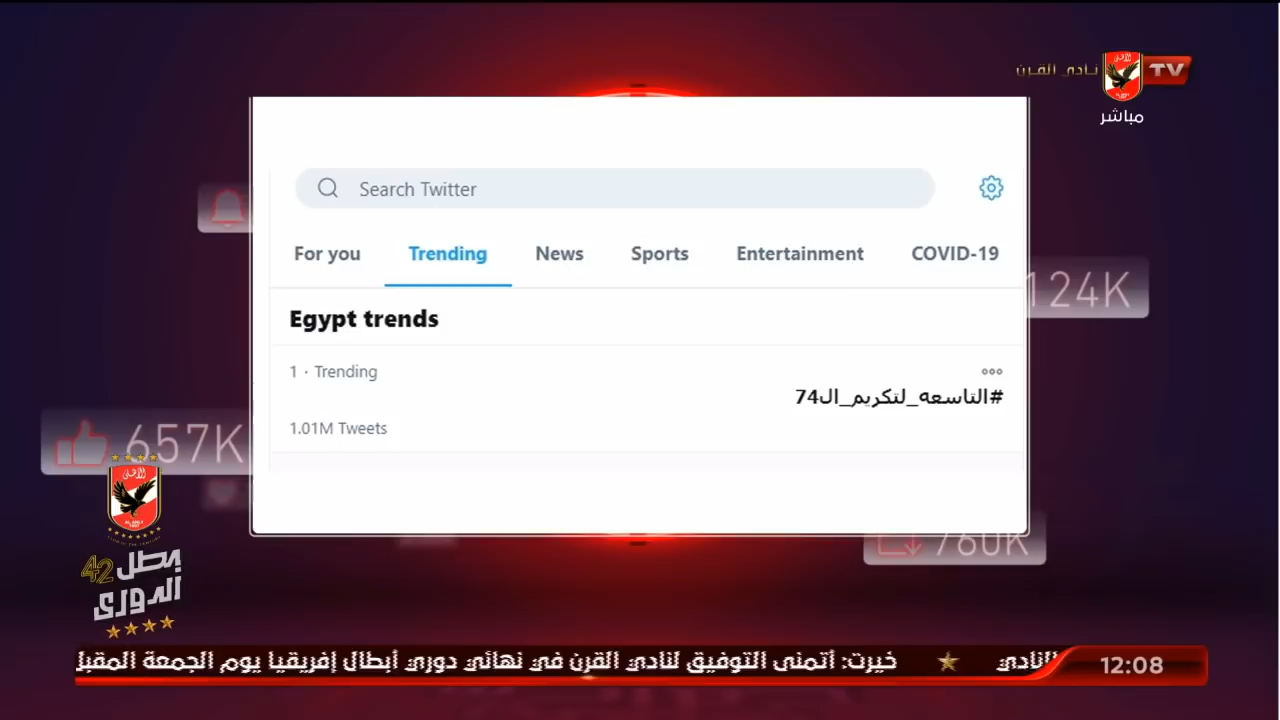 نادي القرن
TV
مباشر
Search Twitter
For you Trending News Sports Entertainment COVID-19
124K
Egypt trends
1 · Trending
#التاسعه_لتكريم_ال74
1.01M Tweets
657K
760K
بطل 42
الدوري
خيرت: أتمنى التوفيق لنادي القرن في نهائي دوري أبطال إفريقيا يوم الجمعة المقبل
12:08